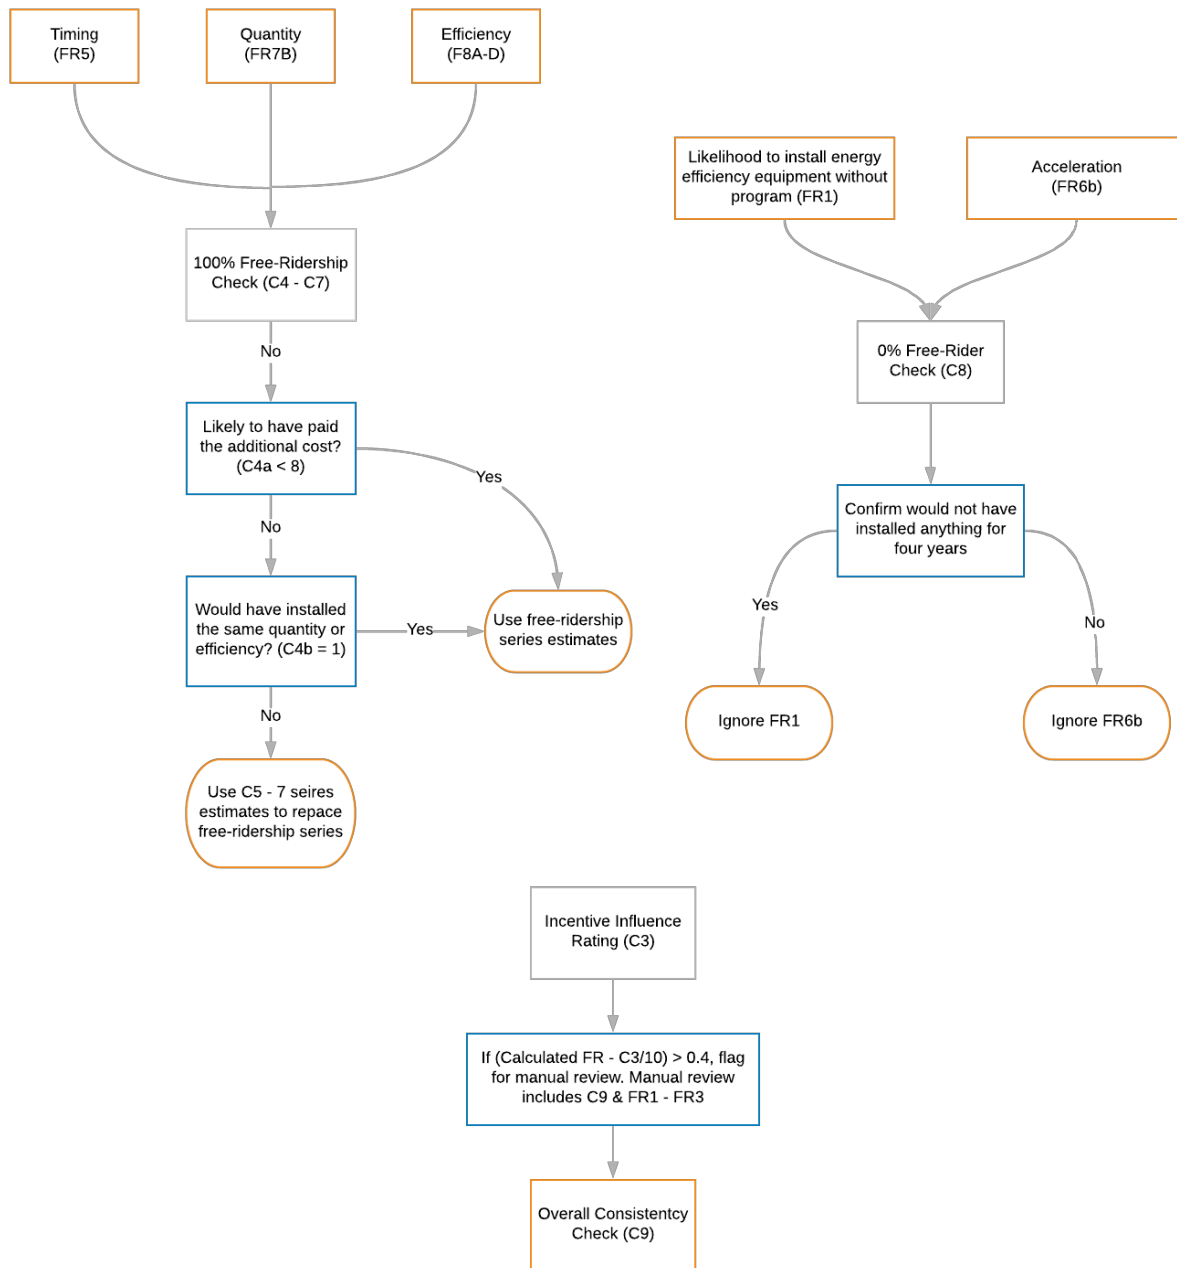 Timing
(FR5)
Quantity
(FR7B)
Efficiency
(F8A-D)
100% Free-Ridership
Check (C4 - C7)
No
Likely to have paid
the additional cost?
(C4a < 8)
Yes
No
Would have installed
the same quantity or
efficiency? (C4b = 1)
Yes
Use free-ridership
series estimates
No
Use C5 - 7 seires
estimates to repace
free-ridership series
Likelihood to install energy
efficiency equipment without
program (FR1)
Acceleration
(FR6b)
0% Free-Rider
Check (C8)
Confirm would not have
installed anything for
four years
Yes
No
Ignore FR1
Ignore FR6b
Incentive Influence
Rating (C3)
If (Calculated FR - C3/10) > 0.4, flag
for manual review. Manual review
includes C9 & FR1 - FR3
Overall Consistentcy
Check (C9)